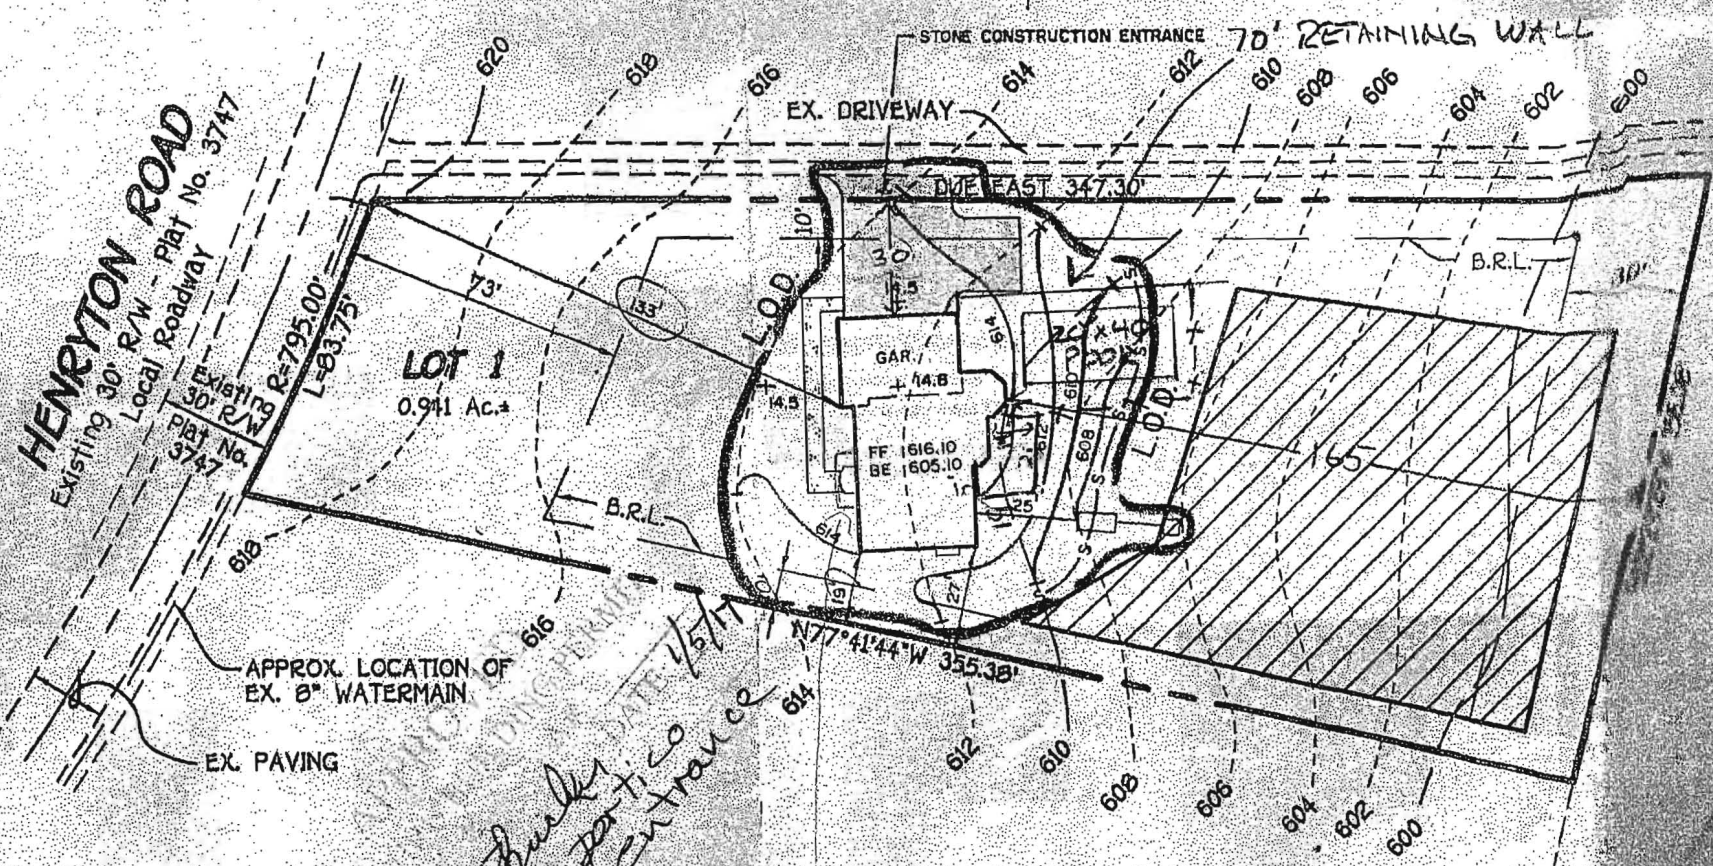 STONE CONSTRUCTION ENTRANCE
70' RETAINING WALL
620
618
616
614
612
610
608
606
604
602
600
EX. DRIVEWAY
HENRYTON ROAD
Existing 30' R/W - Plat No. 3747
Local Roadway
DUE EAST 347.30'
10'
30'
14.5
B.R.L.
30'
73'
133'
L.O.D.
Existing
30' R/W
Plat No.
3747
R=795.00'
L=83.75'
LOT 1
0.941 Ac.±
GAR.
14.8
614
610
14.5
FF 616.10
BE 605.10
612
608
S
S
S
S
S
L.O.D.
165
B.R.L.
25
614
19'
27'
10'
618
616
N77°41'44"W 355.38'
614
612
610
608
606
604
602
600
APPROX. LOCATION OF
EX. 8" WATERMAIN
EX. PAVING
DATE 1/5/17
portico
entrance